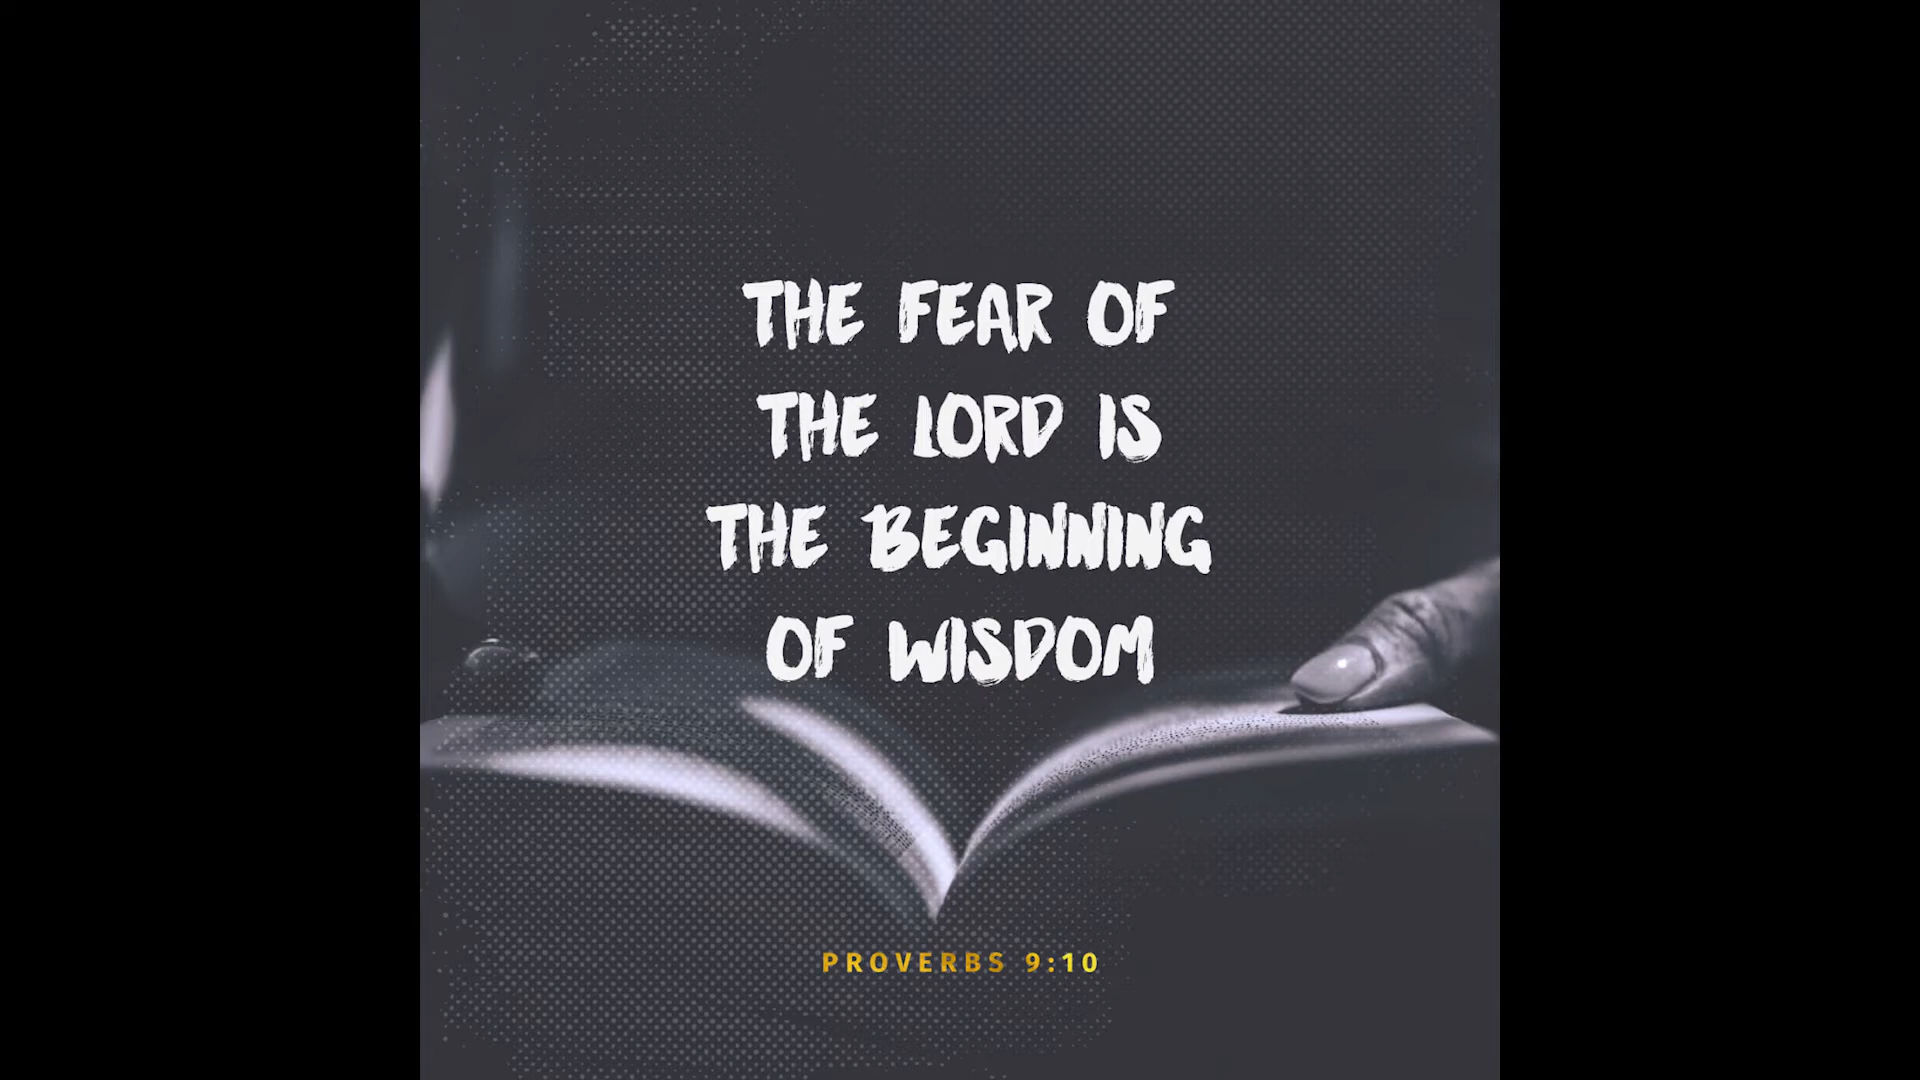 THE FEAR OF
THE LORD IS
THE BEGINNING
OF WISDOM
PROVERBS 9:10